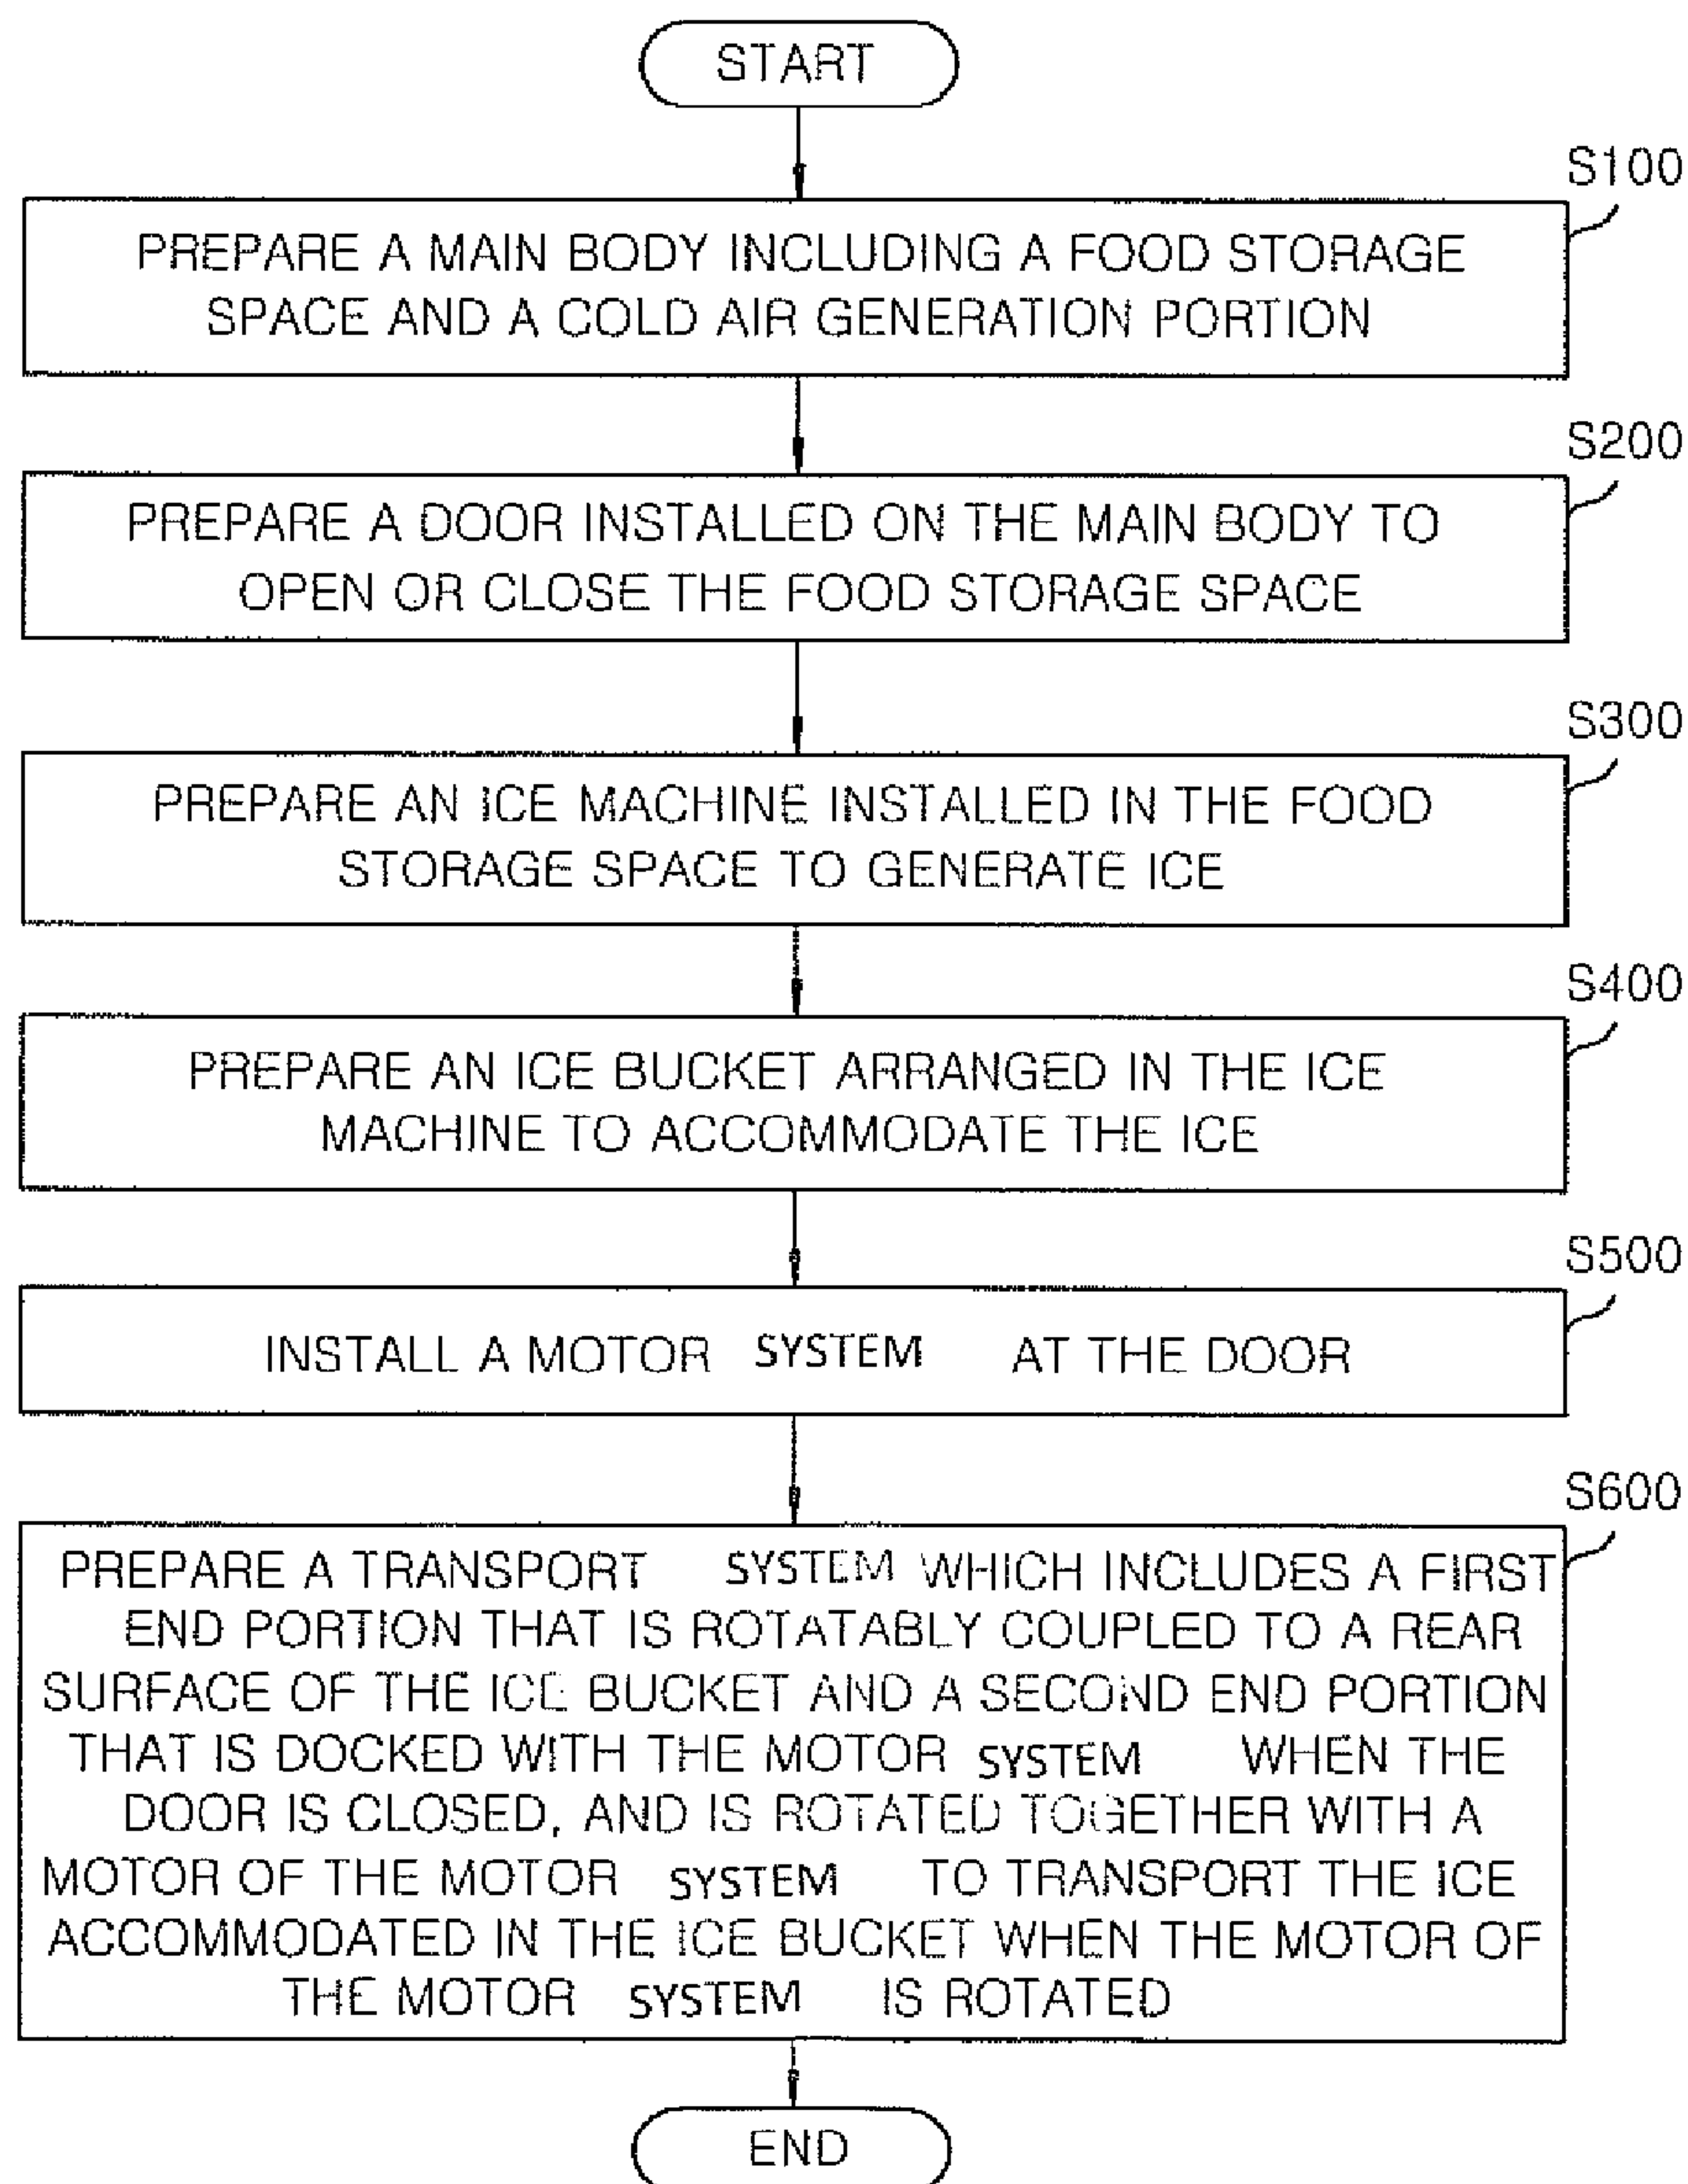 START
S100
PREPARE A MAIN BODY INCLUDING A FOOD STORAGE
SPACE AND A COLD AIR GENERATION PORTION
S200
PREPARE A DOOR INSTALLED ON THE MAIN BODY TO
OPEN OR CLOSE THE FOOD STORAGE SPACE
S300
PREPARE AN ICE MACHINE INSTALLED IN THE FOOD
STORAGE SPACE TO GENERATE ICE
S400
PREPARE AN ICE BUCKET ARRANGED IN THE ICE
MACHINE TO ACCOMMODATE THE ICE
S500
INSTALL A MOTOR SYSTEM AT THE DOOR
S600
PREPARE A TRANSPORT SYSTEM WHICH INCLUDES A FIRST
END PORTION THAT IS ROTATABLY COUPLED TO A REAR
SURFACE OF THE ICE BUCKET AND A SECOND END PORTION
THAT IS DOCKED WITH THE MOTOR SYSTEM WHEN THE
DOOR IS CLOSED, AND IS ROTATED TOGETHER WITH A
MOTOR OF THE MOTOR SYSTEM TO TRANSPORT THE ICE
ACCOMMODATED IN THE ICE BUCKET WHEN THE MOTOR OF
THE MOTOR SYSTEM IS ROTATED
END